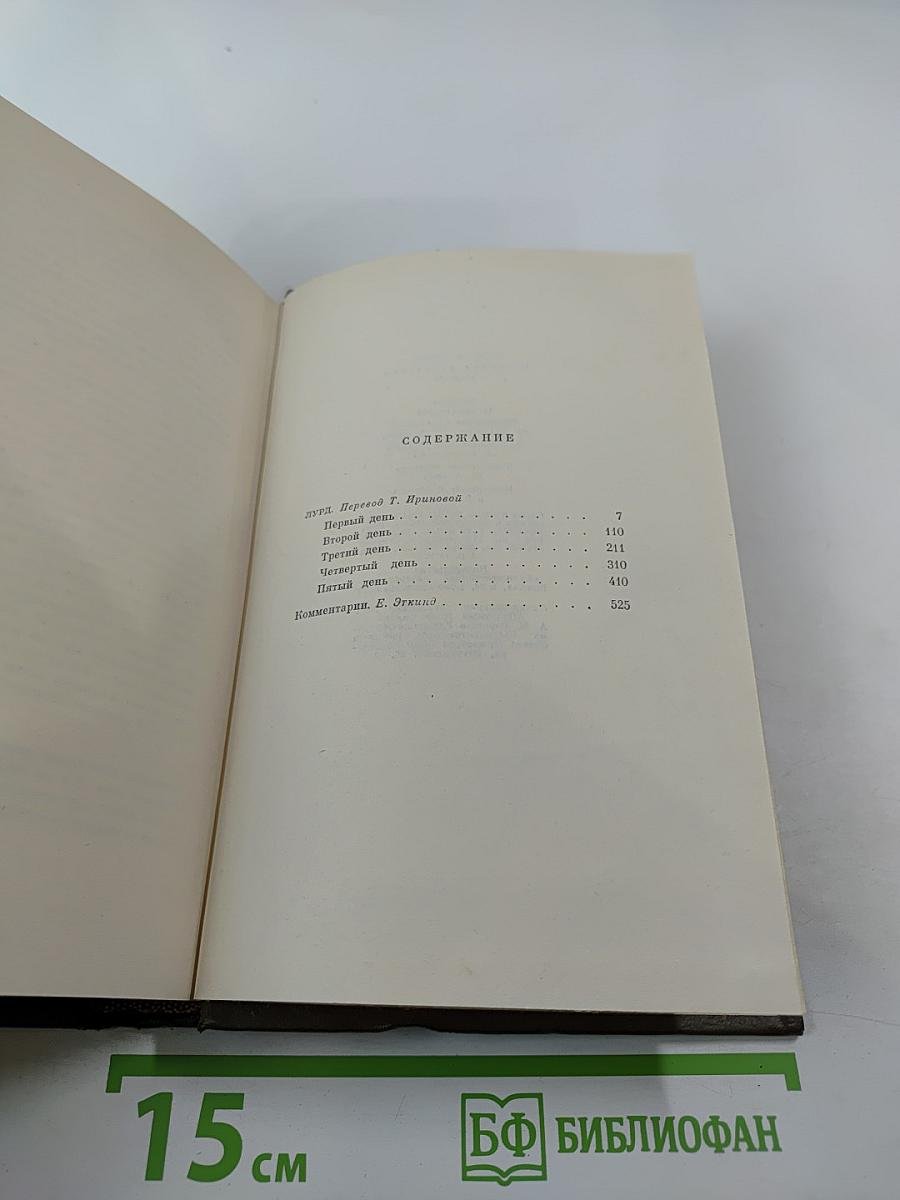 СОДЕРЖАНИЕ
ЛУРД. Перевод Т. Ириновой
Первый день . . . . . . . . . . . . . 7
Второй день . . . . . . . . . . . . . 110
Третий день . . . . . . . . . . . . . 211
Четвертый день . . . . . . . . . . . 310
Пятый день . . . . . . . . . . . . . 410
Комментарии. Е. Эткинд . . . . . . . . . . . 525
15 см
БФ БИБЛИОФАН